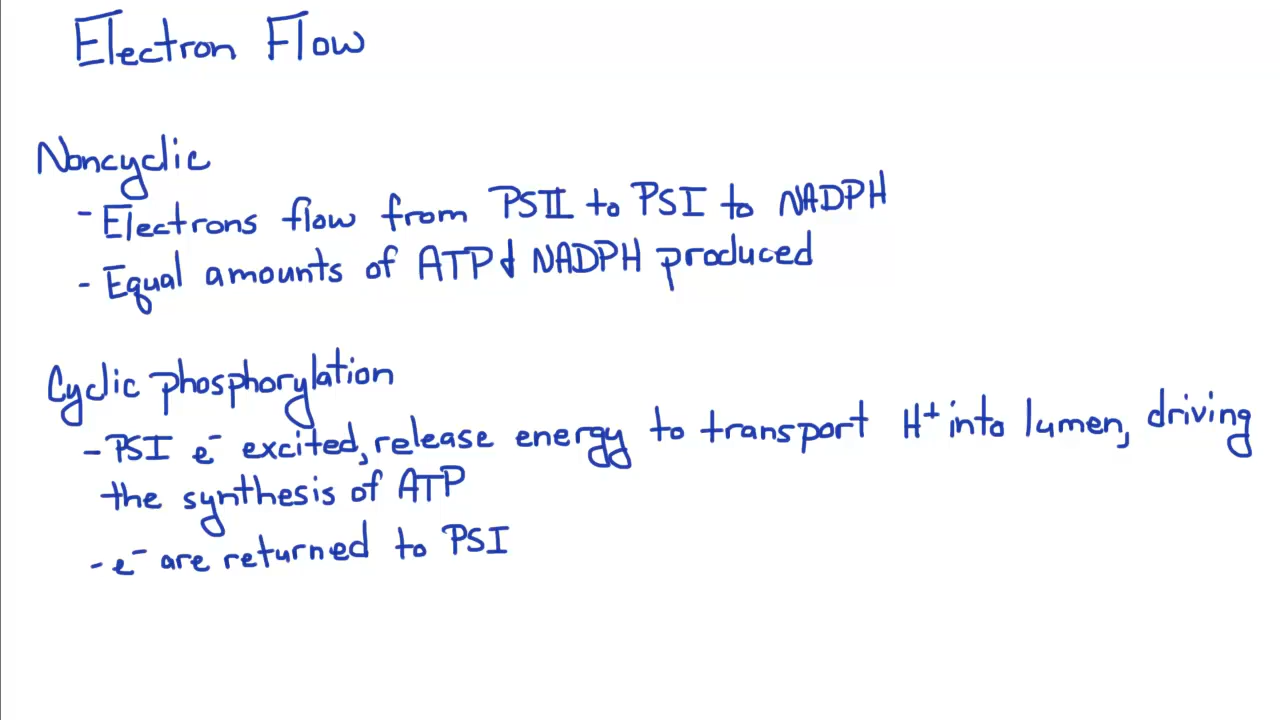 Electron Flow
Noncyclic
- Electrons flow from PSII to PSI to NADPH
- Equal amounts of ATP & NADPH produced
Cyclic phosphorylation
- PSI e⁻ excited, release energy to transport H⁺ into lumen, driving
the synthesis of ATP
- e⁻ are returned to PSI